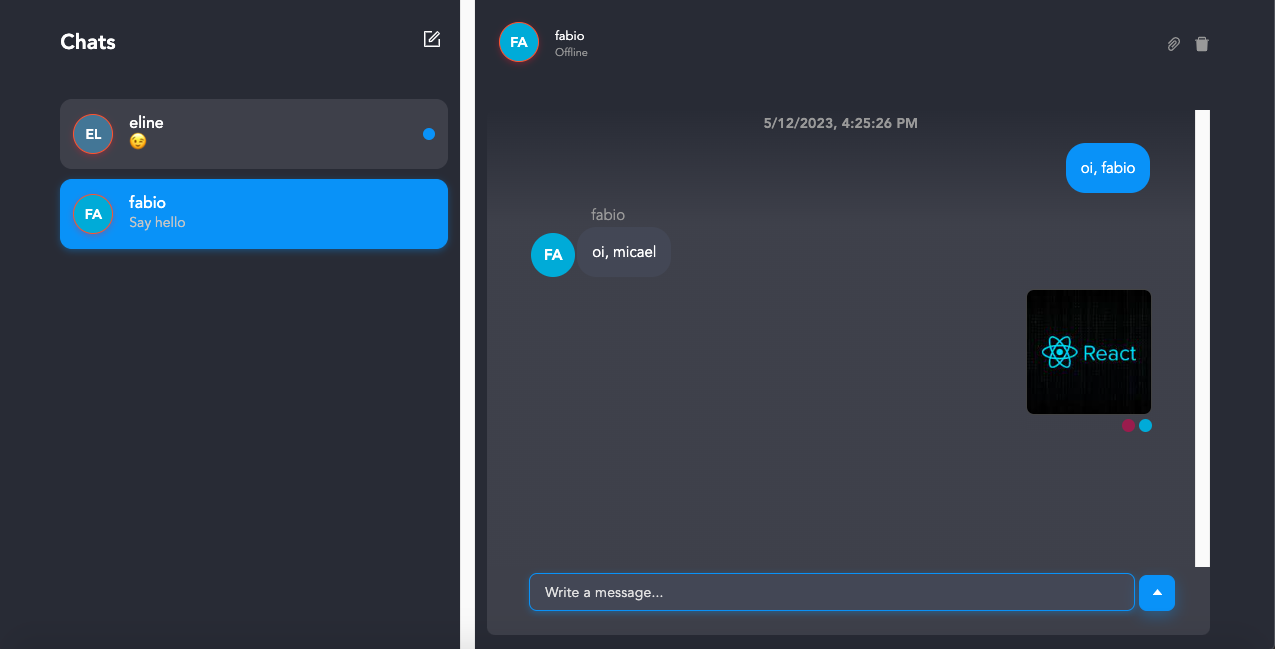 Chats
EL
eline
😉
FA
fabio
Say hello
FA
fabio
Offline
5/12/2023, 4:25:26 PM
oi, fabio
fabio
FA
oi, micael
React
Write a message...